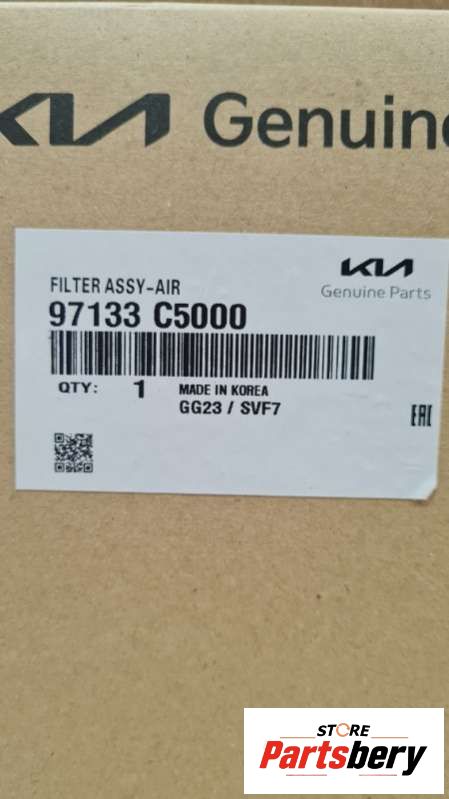 KIA Genuine
FILTER ASSY-AIR
97133 C5000
KIA
Genuine Parts
QTY: 1
MADE IN KOREA
GG23 / SVF7
EAC
STORE
Partsbery